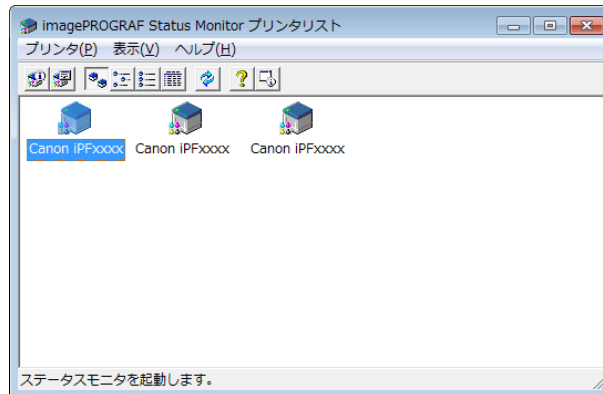 imagePROGRAF Status Monitor プリンタリスト
プリンタ(P) 表示(V) ヘルプ(H)
Canon iPFxxxx Canon iPFxxxx Canon iPFxxxx
ステータスモニタを起動します。